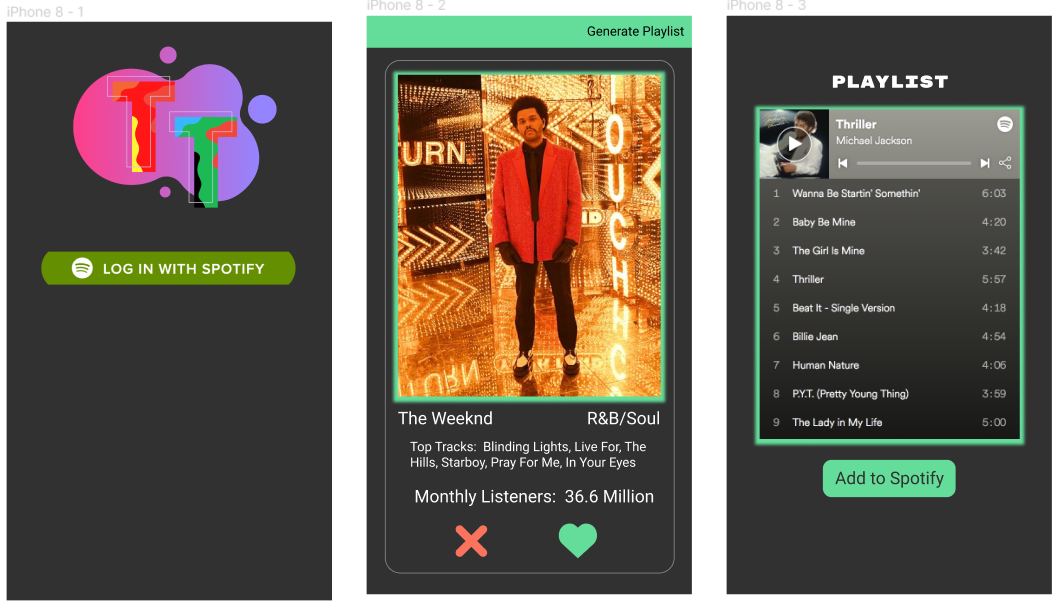 iPhone 8 - 1
TT
LOG IN WITH SPOTIFY
iPhone 8 - 2
Generate Playlist
URN
OUCH
The Weeknd R&B/Soul
Top Tracks: Blinding Lights, Live For, The
Hills, Starboy, Pray For Me, In Your Eyes
Monthly Listeners: 36.6 Million
iPhone 8 - 3
PLAYLIST
Thriller
Michael Jackson
1 Wanna Be Startin' Somethin' 6:03
2 Baby Be Mine 4:20
3 The Girl Is Mine 3:42
4 Thriller 5:57
5 Beat It - Single Version 4:18
6 Billie Jean 4:54
7 Human Nature 4:06
8 P.Y.T. (Pretty Young Thing) 3:59
9 The Lady in My Life 5:00
Add to Spotify